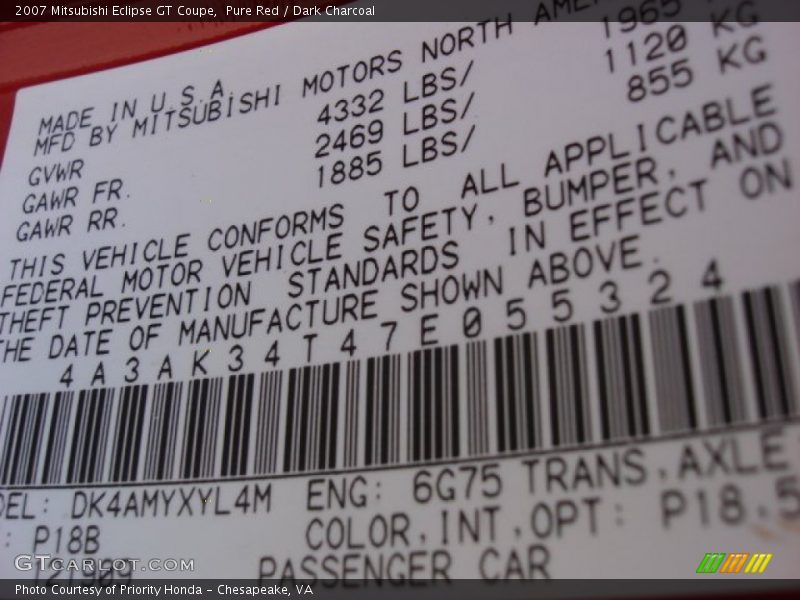 2007 Mitsubishi Eclipse GT Coupe, Pure Red / Dark Charcoal
MADE IN U.S.A.
MFD BY MITSUBISHI MOTORS NORTH
GVWR 4332 LBS/ 1965 KG
GAWR FR. 2469 LBS/ 1120 KG
GAWR RR. 1885 LBS/ 855 KG
THIS VEHICLE CONFORMS TO ALL APPLICABLE
FEDERAL MOTOR VEHICLE SAFETY, BUMPER, AND
THEFT PREVENTION STANDARDS IN EFFECT ON
THE DATE OF MANUFACTURE SHOWN ABOVE.
4A3AK34T47E055324
DEL: DK4AMYXYL4M ENG: 6G75 TRANS.AXLE
: P18B COLOR.INT.OPT: P18.5
121909 PASSENGER CAR
GTCARLOT.COM
Photo Courtesy of Priority Honda – Chesapeake, VA